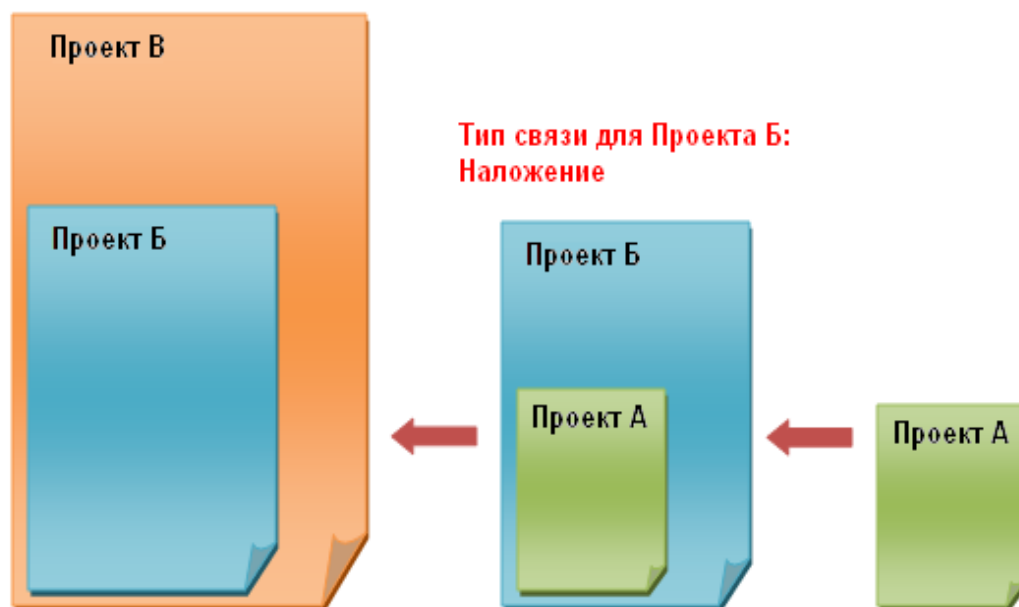 Проект В
Тип связи для Проекта Б:
Наложение
Проект Б
Проект Б
Проект А
Проект А